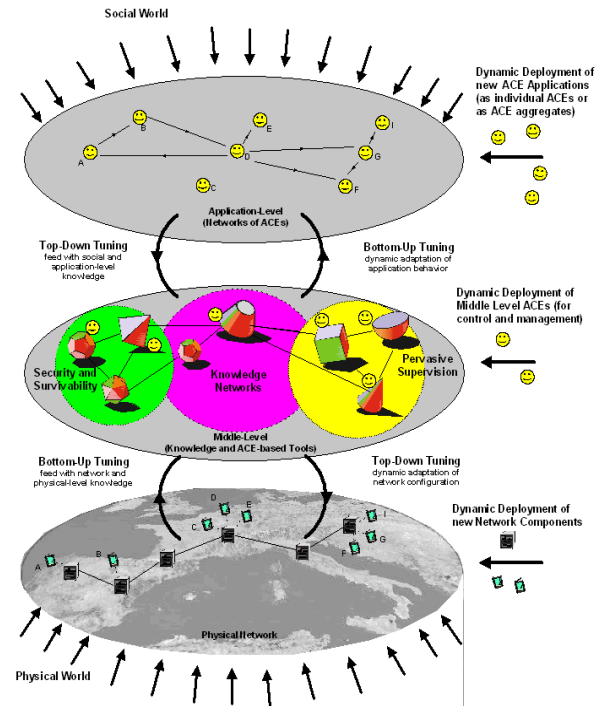 Social World
Dynamic Deployment of
new ACE Applications
(as individual ACEs or
as ACE aggregates)
A
B
C
D
E
F
G
I
Application-Level
(Networks of ACEs)
Top-Down Tuning
feed with social and
application-level
knowledge
Bottom-Up Tuning
dynamic adaptation of
application behavior
Dynamic Deployment of
Middle Level ACEs (for
control and management)
Security and
Survivability
Knowledge
Networks
Pervasive
Supervision
Middle-Level
(Knowledge and ACE-based Tools)
Bottom-Up Tuning
feed with network and
physical-level knowledge
Top-Down Tuning
dynamic adaptation of
network configuration
Dynamic Deployment of
new Network Components
A
B
C
D
E
F
G
I
Physical Network
Physical World